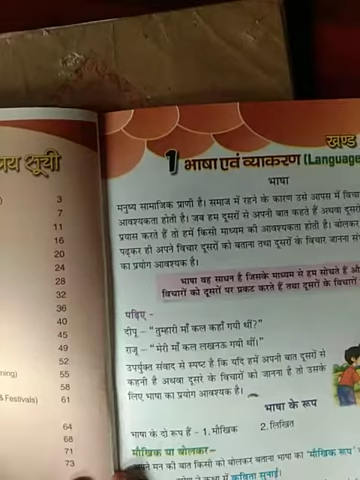 विषय सूची
3
7
11
16
20
24
28
32
36
40
45
49
52
55
58
& Festivals) 61
64
68
71
73
खण्ड
1 भाषा एवं व्याकरण (Language
भाषा
मनुष्य सामाजिक प्राणी है। समाज में रहने के कारण उसे आपस में
आवश्यकता होती है। जब हम दूसरों से अपनी बात कहते हैं अथवा दूसरों
प्रयास करते हैं तो हमें किसी माध्यम की आवश्यकता होती है। बोलकर
पढ़कर ही अपने विचार दूसरों को बताना तथा दूसरों के विचार जानना
का प्रयोग आवश्यक है।
भाषा वह साधन है जिसके माध्यम से हम सोचते हैं
विचारों को दूसरों पर प्रकट करते हैं तथा दूसरों के विचारों
पढ़िए –
दीपू – "तुम्हारी माँ कल कहाँ गयी थीं?"
राजू – "मेरी माँ कल लखनऊ गयी थीं।"
उपर्युक्त संवाद से स्पष्ट है कि यदि हमें अपनी बात दूसरों से
कहनी है अथवा दूसरे के विचारों को जानना है तो उसके
लिए भाषा का प्रयोग आवश्यक है।
भाषा के रूप
भाषा के दो रूप हैं - 1. मौखिक 2. लिखित
मौखिक या बोलकर–
अपने मन की बात किसी को बोलकर बताना भाषा का 'मौखिक रूप'
ने कक्षा में कविता सुनाई।